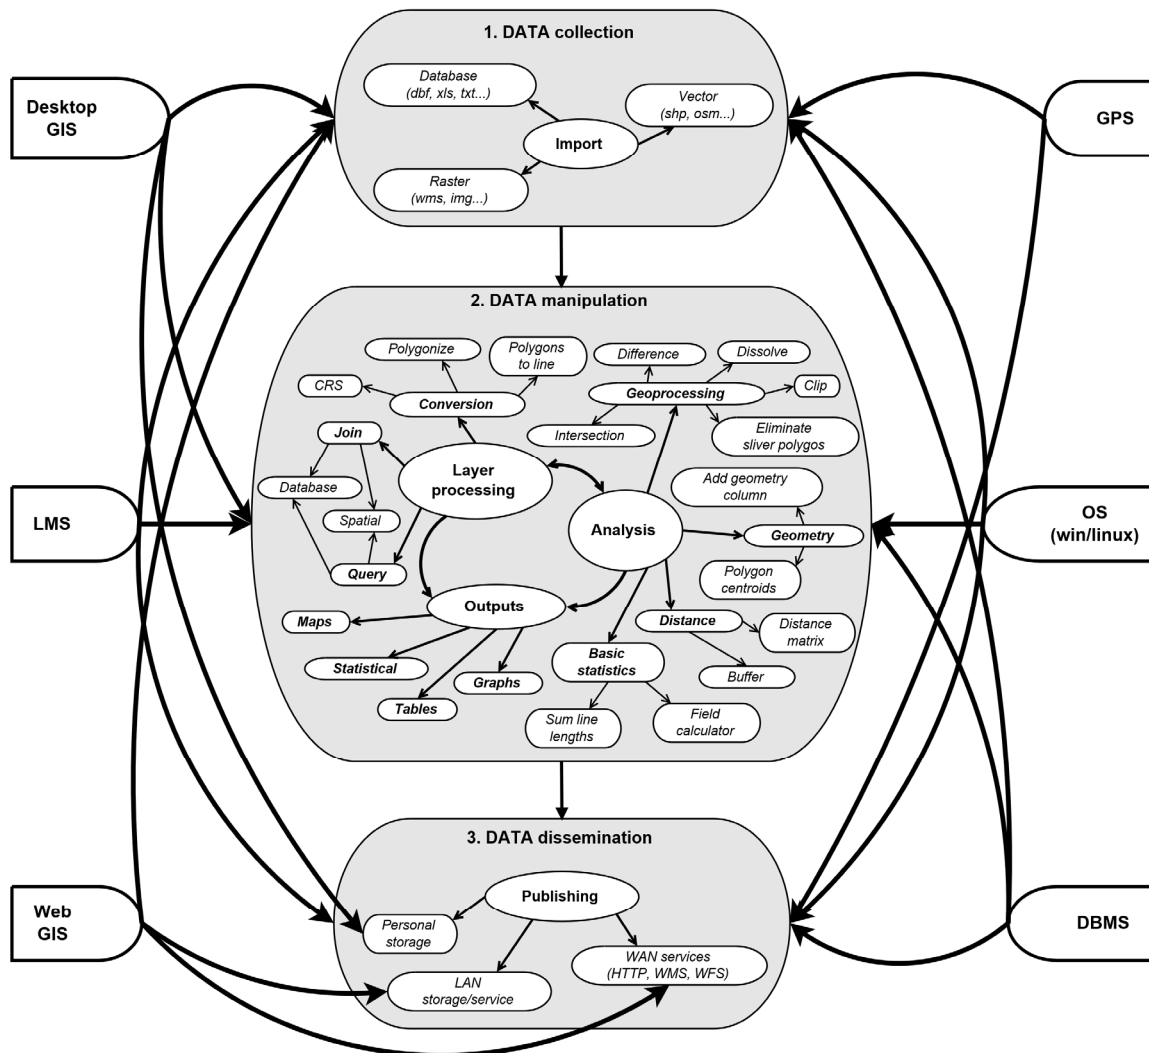 1. DATA collection
Database
(dbf, xls, txt...)
Vector
(shp, osm...)
Import
Raster
(wms, img...)
Desktop
GIS
GPS
2. DATA manipulation
Polygonize
Polygons
to line
Difference
Dissolve
CRS
Conversion
Geoprocessing
Clip
Join
Intersection
Eliminate
sliver polygos
Layer
processing
Database
Add geometry
column
Spatial
Analysis
Geometry
Query
Polygon
centroids
Outputs
Maps
Distance
Distance
matrix
Statistical
Basic
statistics
Graphs
Buffer
Tables
Sum line
lengths
Field
calculator
LMS
OS
(win/linux)
3. DATA dissemination
Publishing
Personal
storage
WAN services
(HTTP, WMS, WFS)
LAN
storage/service
Web
GIS
DBMS